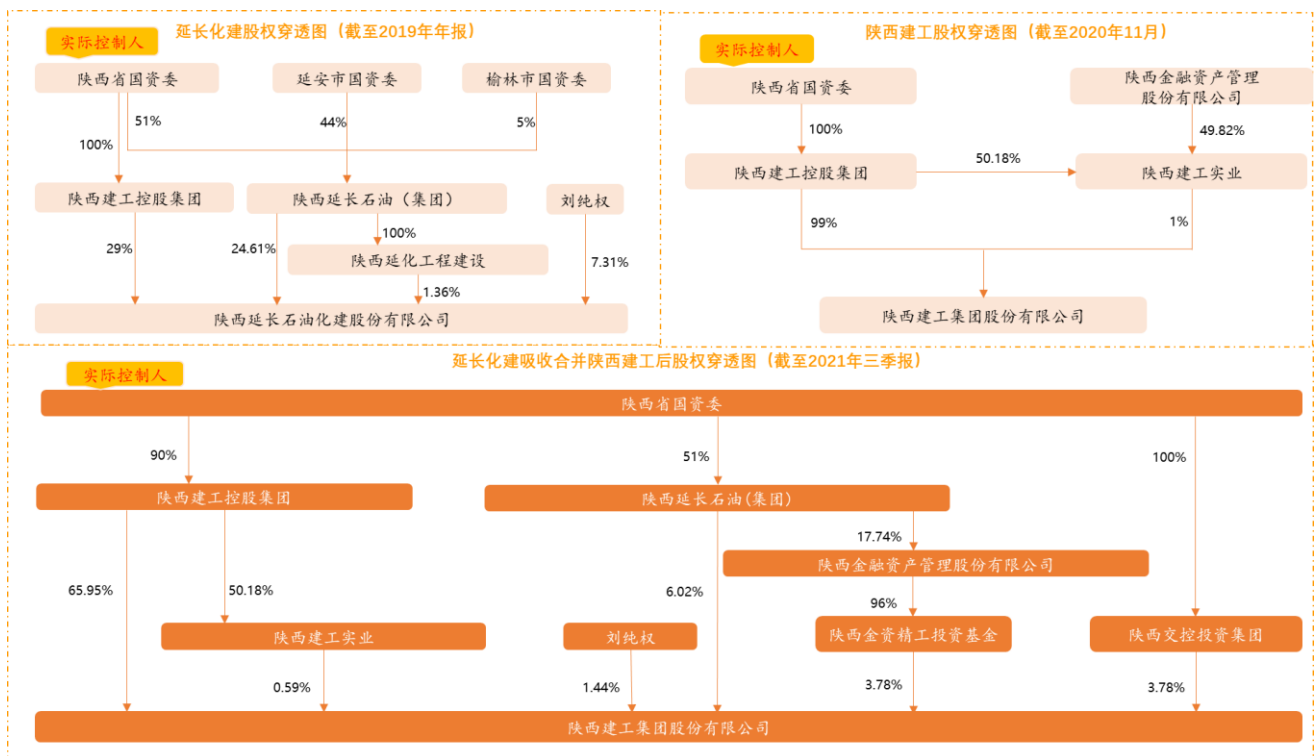 延长化建股权穿透图（截至2019年年报）
实际控制人
陕西省国资委
延安市国资委
榆林市国资委
51%
44%
5%
100%
陕西建工控股集团
陕西延长石油（集团）
刘纯权
29%
24.61%
100%
陕西延化工程建设
7.31%
1.36%
陕西延长石油化建股份有限公司
陕西建工股权穿透图（截至2020年11月）
实际控制人
陕西省国资委
陕西金融资产管理
股份有限公司
100%
49.82%
陕西建工控股集团
50.18%
陕西建工实业
99%
1%
陕西建工集团股份有限公司
延长化建吸收合并陕西建工后股权穿透图（截至2021年三季报）
实际控制人
陕西省国资委
90%
51%
100%
陕西建工控股集团
陕西延长石油(集团)
17.74%
陕西金融资产管理股份有限公司
65.95%
50.18%
6.02%
96%
陕西建工实业
刘纯权
陕西金资精工投资基金
陕西交控投资集团
0.59%
1.44%
3.78%
3.78%
陕西建工集团股份有限公司